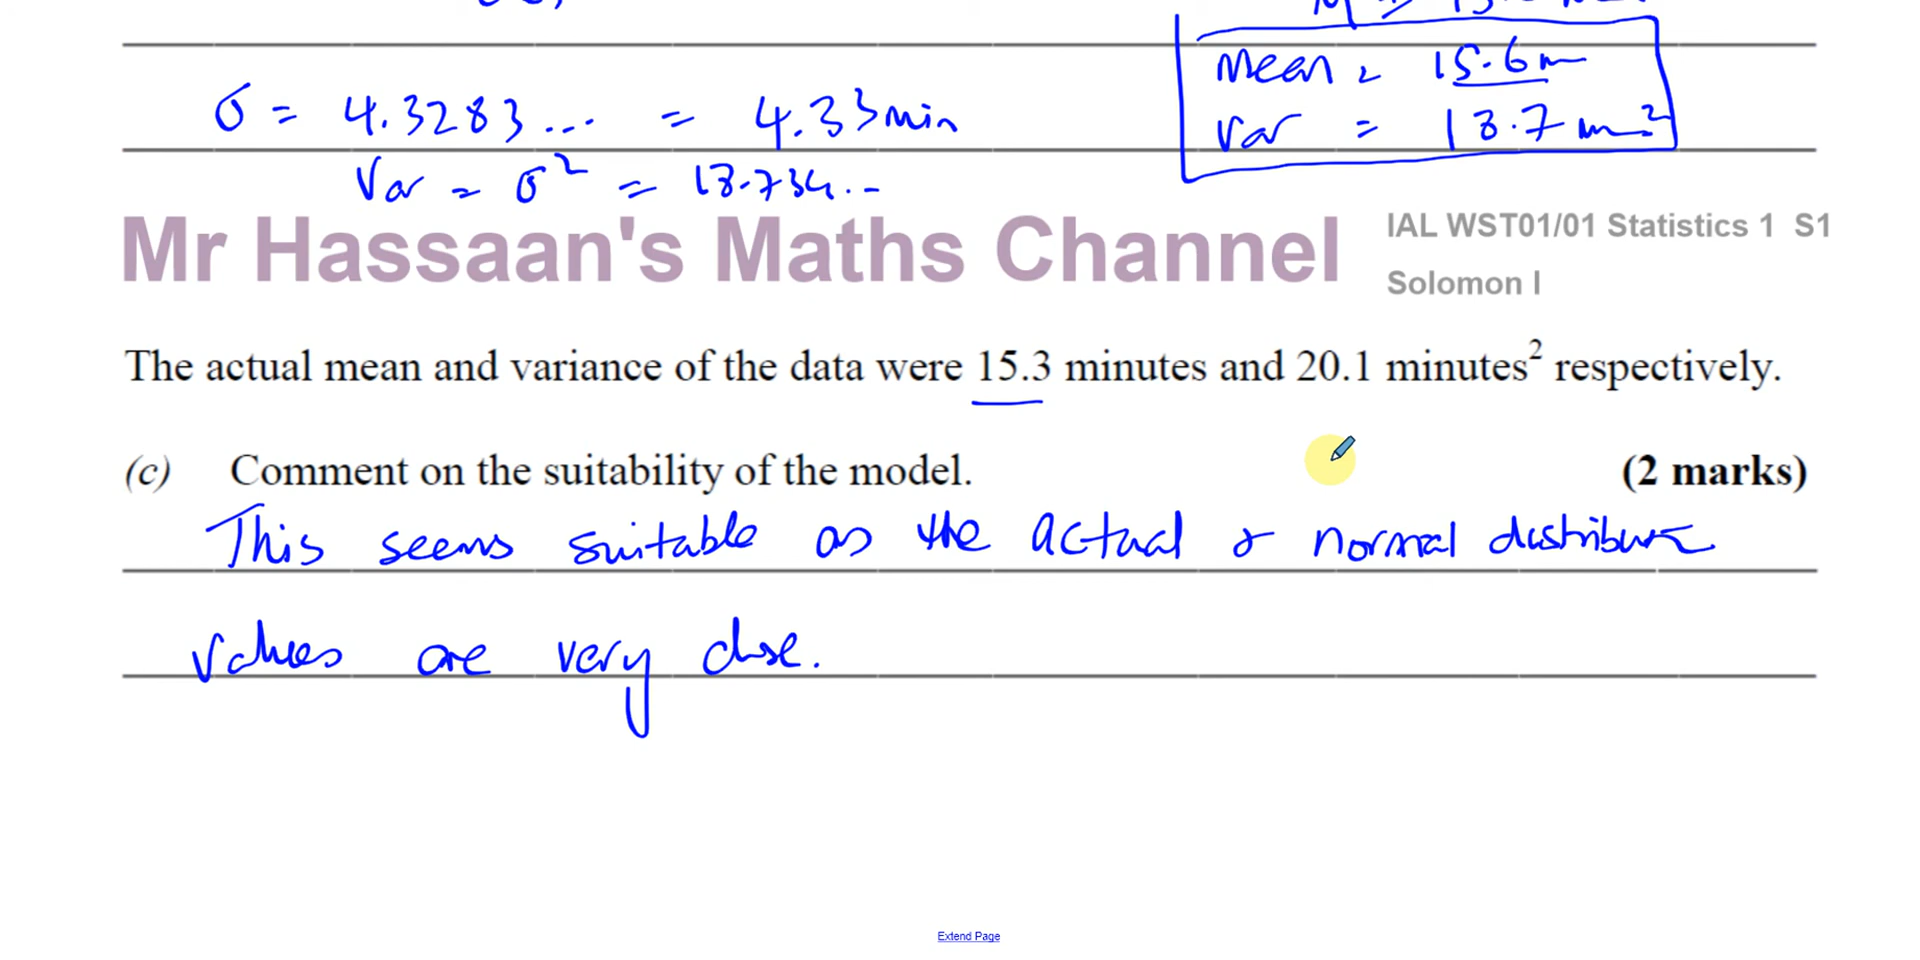 mean = 15.6m
σ = 4.3283... = 4.33min
var = 18.7 m²
Var = σ² = 18.734...
Mr Hassaan's Maths Channel
IAL WST01/01 Statistics 1 S1
Solomon I
The actual mean and variance of the data were 15.3 minutes and 20.1 minutes² respectively.
(c) Comment on the suitability of the model. (2 marks)
This seems suitable as the actual & normal distribution
values are very close.
Extend Page